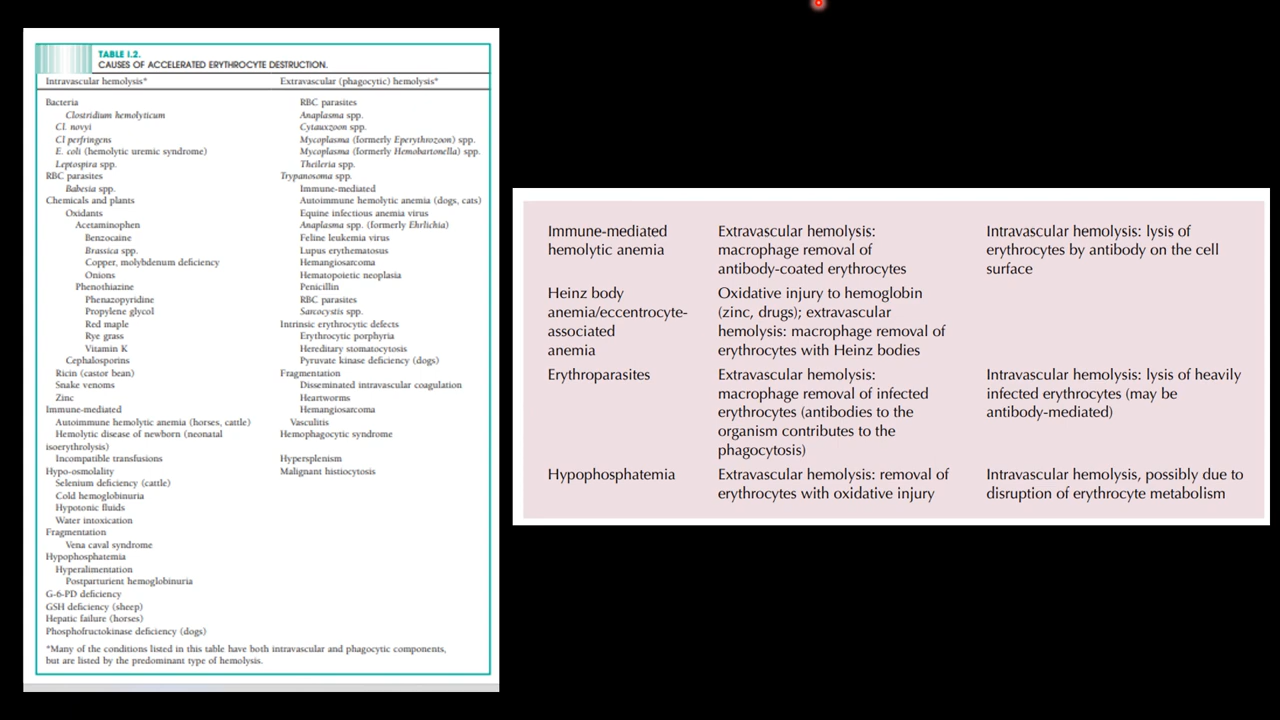 TABLE I.2.
CAUSES OF ACCELERATED ERYTHROCYTE DESTRUCTION.
Intravascular hemolysis*
Bacteria
Clostridium hemolyticum
Cl. novyi
Cl perfringens
E. coli (hemolytic uremic syndrome)
Leptospira spp.
RBC parasites
Babesia spp.
Chemicals and plants
Oxidants
Acetaminophen
Benzocaine
Brassica spp.
Copper, molybdenum deficiency
Onions
Phenothiazine
Phenazopyridine
Propylene glycol
Red maple
Rye grass
Vitamin K
Cephalosporins
Ricin (castor bean)
Snake venoms
Zinc
Immune-mediated
Autoimmune hemolytic anemia (horses, cattle)
Hemolytic disease of newborn (neonatal
isoerythrolysis)
Incompatible transfusions
Hypo-osmolality
Selenium deficiency (cattle)
Cold hemoglobinuria
Hypotonic fluids
Water intoxication
Fragmentation
Vena caval syndrome
Hypophosphatemia
Hyperalimentation
Postparturient hemoglobinuria
G-6-PD deficiency
GSH deficiency (sheep)
Hepatic failure (horses)
Phosphofructokinase deficiency (dogs)
Extravascular (phagocytic) hemolysis*
RBC parasites
Anaplasma spp.
Cytauxzoon spp.
Mycoplasma (formerly Eperythrozoon) spp.
Mycoplasma (formerly Hemobartonella) spp.
Theileria spp.
Trypanosoma spp.
Immune-mediated
Autoimmune hemolytic anemia (dogs, cats)
Equine infectious anemia virus
Anaplasma spp. (formerly Ehrlichia)
Feline leukemia virus
Lupus erythematosus
Hemangiosarcoma
Hematopoietic neoplasia
Penicillin
RBC parasites
Sarcocystis spp.
Intrinsic erythrocytic defects
Erythrocytic porphyria
Hereditary stomatocytosis
Pyruvate kinase deficiency (dogs)
Fragmentation
Disseminated intravascular coagulation
Heartworms
Hemangiosarcoma
Vasculitis
Hemophagocytic syndrome
Hypersplenism
Malignant histiocytosis
*Many of the conditions listed in this table have both intravascular and phagocytic components,
but are listed by the predominant type of hemolysis.
Immune-mediated
hemolytic anemia
Extravascular hemolysis:
macrophage removal of
antibody-coated erythrocytes
Intravascular hemolysis: lysis of
erythrocytes by antibody on the cell
surface
Heinz body
anemia/eccentrocyte-
associated
anemia
Oxidative injury to hemoglobin
(zinc, drugs); extravascular
hemolysis: macrophage removal of
erythrocytes with Heinz bodies
Erythroparasites
Extravascular hemolysis:
macrophage removal of infected
erythrocytes (antibodies to the
organism contributes to the
phagocytosis)
Intravascular hemolysis: lysis of heavily
infected erythrocytes (may be
antibody-mediated)
Hypophosphatemia
Extravascular hemolysis: removal of
erythrocytes with oxidative injury
Intravascular hemolysis, possibly due to
disruption of erythrocyte metabolism